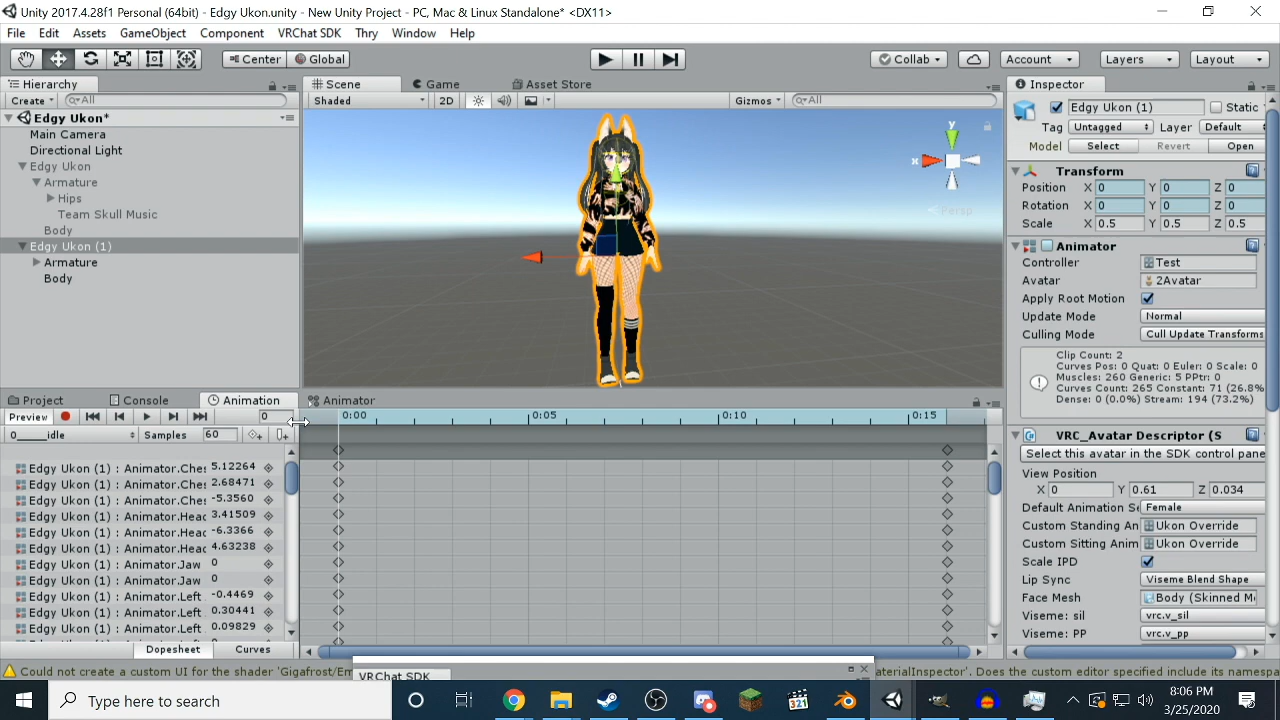 Unity 2017.4.28f1 Personal (64bit) - Edgy Ukon.unity - New Unity Project - PC, Mac & Linux Standalone* <DX11>
File Edit Assets GameObject Component VRChat SDK Thry Window Help
Center Global Collab Account Layers Layout
Hierarchy Scene Game Asset Store Inspector
Create All Shaded 2D Gizmos All
Edgy Ukon*
Main Camera
Directional Light
Edgy Ukon
Armature
Hips
Team Skull Music
Body
Edgy Ukon (1)
Armature
Body
y
x
Persp
Edgy Ukon (1) Static
Tag Untagged Layer Default
Model Select Revert Open
Transform
Position X 0 Y 0 Z 0
Rotation X 0 Y 0 Z 0
Scale X 0.5 Y 0.5 Z 0.5
Animator
Controller Test
Avatar 2Avatar
Apply Root Motion
Update Mode Normal
Culling Mode Cull Update Transforms
Clip Count: 2
Curves Pos: 0 Quat: 0 Euler: 0 Scale: 0
Muscles: 260 Generic: 5 PPtr: 0
Curves Count: 265 Constant: 71 (26.8%
Dense: 0 (0.0%) Stream: 194 (73.2%)
VRC_Avatar Descriptor (S
Select this avatar in the SDK control pane
View Position
X 0 Y 0.61 Z 0.034
Default Animation Se Female
Custom Standing An Ukon Override
Custom Sitting Anim Ukon Override
Scale IPD
Lip Sync Viseme Blend Shape
Face Mesh Body (Skinned Me
Viseme: sil vrc.v_sil
Viseme: PP vrc.v_pp
Project Console Animation Animator
Preview 0 0:00 0:05 0:10 0:15
0_____idle Samples 60
Edgy Ukon (1) : Animator.Ches 5.12264
Edgy Ukon (1) : Animator.Ches 2.68471
Edgy Ukon (1) : Animator.Ches -5.3560
Edgy Ukon (1) : Animator.Head 3.41509
Edgy Ukon (1) : Animator.Head -6.3366
Edgy Ukon (1) : Animator.Head 4.63238
Edgy Ukon (1) : Animator.Jaw 0
Edgy Ukon (1) : Animator.Jaw 0
Edgy Ukon (1) : Animator.Left -0.4469
Edgy Ukon (1) : Animator.Left 0.30441
Edgy Ukon (1) : Animator.Left 0.09829
Dopesheet Curves
Could not create a custom UI for the shader 'Gigafrost/Em aterialInspector'. Does the custom editor specified include its namespa
VRChat SDK
Type here to search
321
8:06 PM
3/25/2020